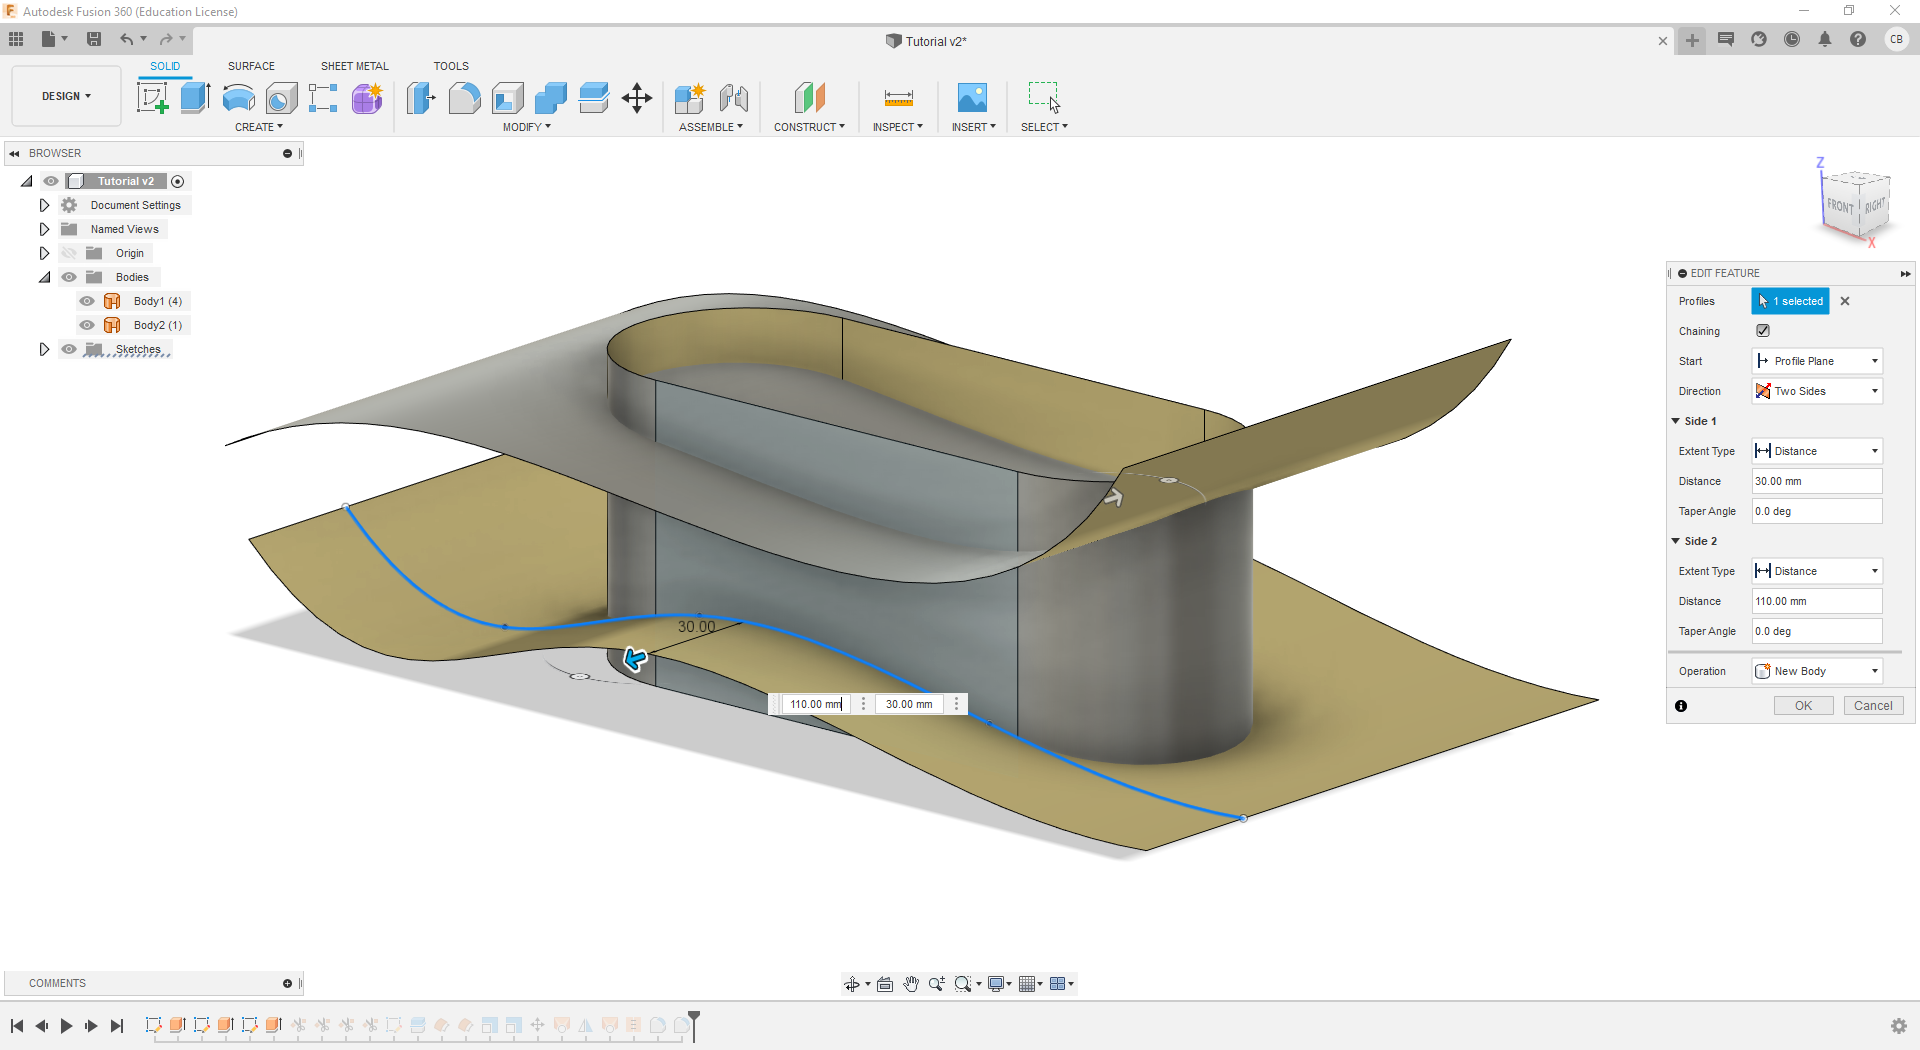 Autodesk Fusion 360 (Education License)
Tutorial v2*
CB
DESIGN
SOLID
SURFACE
SHEET METAL
TOOLS
CREATE
MODIFY
ASSEMBLE
CONSTRUCT
INSPECT
INSERT
SELECT
BROWSER
Tutorial v2
Document Settings
Named Views
Origin
Bodies
Body1 (4)
Body2 (1)
Sketches
Z
FRONT
RIGHT
X
EDIT FEATURE
Profiles 1 selected
Chaining
Start Profile Plane
Direction Two Sides
Side 1
Extent Type Distance
Distance 30.00 mm
Taper Angle 0.0 deg
Side 2
Extent Type Distance
Distance 110.00 mm
Taper Angle 0.0 deg
Operation New Body
OK Cancel
30.00
110.00 mm 30.00 mm
COMMENTS